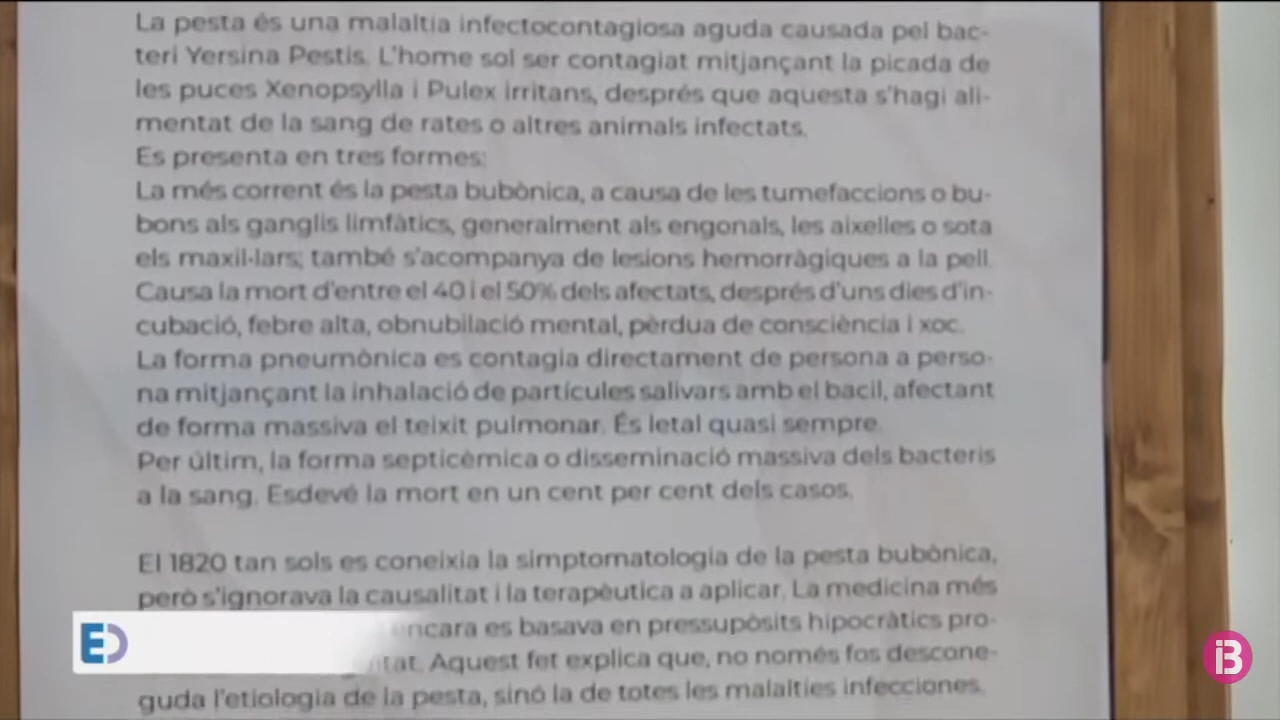 La pesta és una malaltia infectocontagiosa aguda causada pel bac-
teri Yersina Pestis. L'home sol ser contagiat mitjançant la picada de
les puces Xenopsylla i Pulex irritans, després que aquesta s'hagi ali-
mentat de la sang de rates o altres animals infectats.
Es presenta en tres formes:
La més corrent és la pesta bubònica, a causa de les tumefaccions o bu-
bons als ganglis limfàtics, generalment als engonals, les aixelles o sota
els maxil·lars; també s'acompanya de lesions hemorràgiques a la pell.
Causa la mort d'entre el 40 i el 50% dels afectats, després d'uns dies d'in-
cubació, febre alta, obnubilació mental, pèrdua de consciència i xoc.
La forma pneumònica es contagia directament de persona a perso-
na mitjançant la inhalació de partícules salivars amb el bacil, afectant
de forma massiva el teixit pulmonar. És letal quasi sempre.
Per últim, la forma septicèmica o disseminació massiva dels bacteris
a la sang. Esdevé la mort en un cent per cent dels casos.
El 1820 tan sols es coneixia la simptomatologia de la pesta bubònica,
però s'ignorava la causalitat i la terapèutica a aplicar. La medicina més
encara es basava en pressupòsits hipocràtics pro-
Aquest fet explica que, no només fos descone-
guda l'etiologia de la pesta, sinó la de totes les malalties infeccioses.
ED
iB